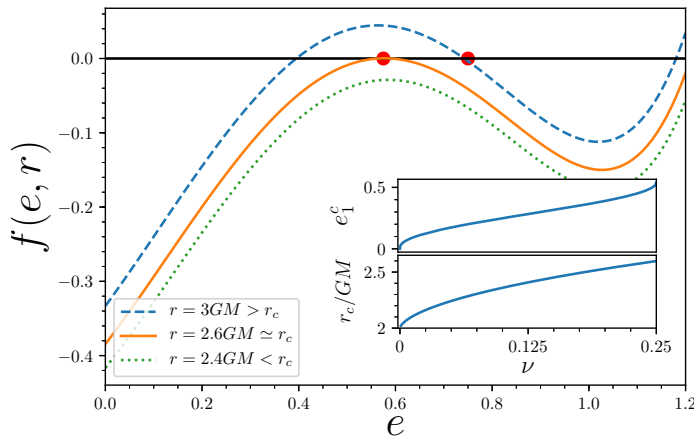 f(e, r)
0.0
−0.1
−0.2
−0.3
−0.4
0.0 0.2 0.4 0.6 0.8 1.0 1.2
e
r = 3GM > r_c
r = 2.6GM ≃ r_c
r = 2.4GM < r_c
e_1^c
0.5
0
r_c/GM
2.5
2
0 0.125 0.25
ν